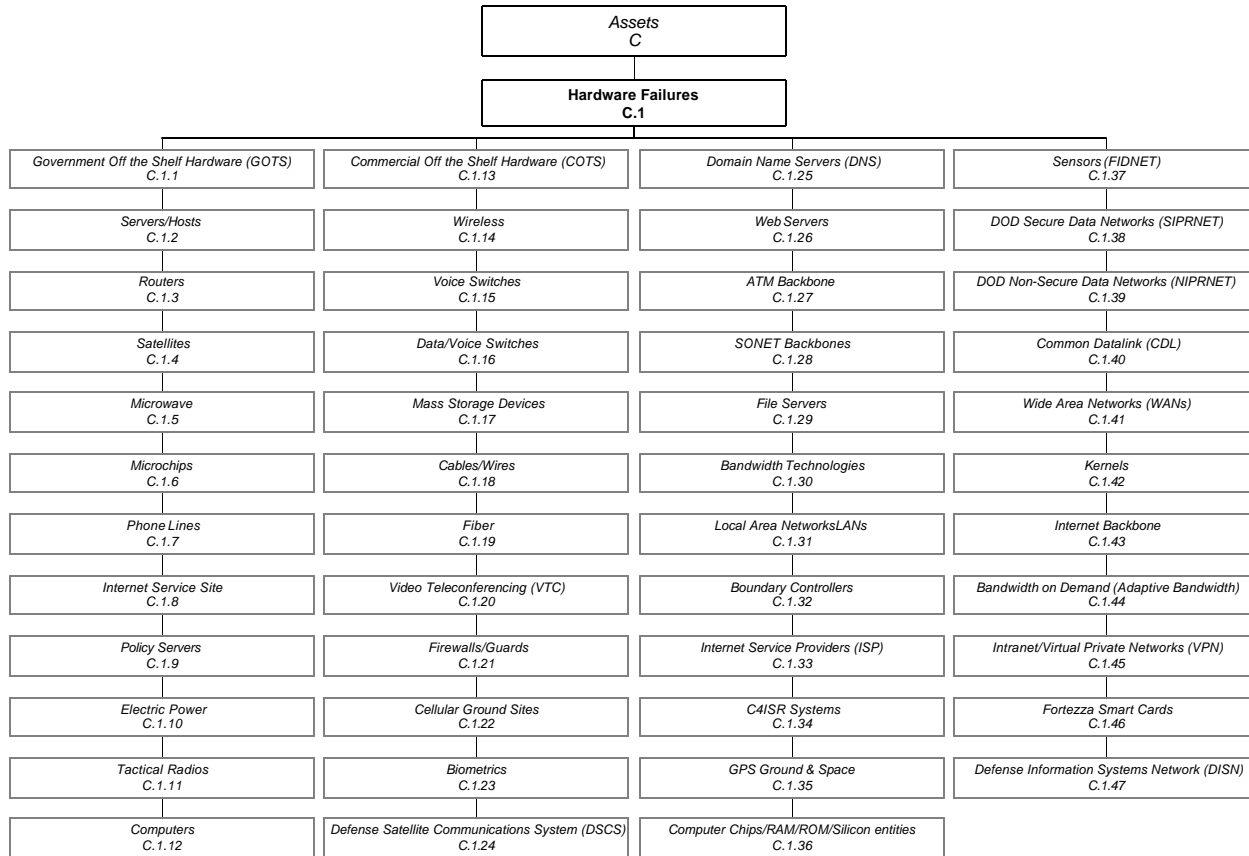 Assets
C
Hardware Failures
C.1
Government Off the Shelf Hardware (GOTS)
C.1.1
Servers/Hosts
C.1.2
Routers
C.1.3
Satellites
C.1.4
Microwave
C.1.5
Microchips
C.1.6
Phone Lines
C.1.7
Internet Service Site
C.1.8
Policy Servers
C.1.9
Electric Power
C.1.10
Tactical Radios
C.1.11
Computers
C.1.12
Commercial Off the Shelf Hardware (COTS)
C.1.13
Wireless
C.1.14
Voice Switches
C.1.15
Data/Voice Switches
C.1.16
Mass Storage Devices
C.1.17
Cables/Wires
C.1.18
Fiber
C.1.19
Video Teleconferencing (VTC)
C.1.20
Firewalls/Guards
C.1.21
Cellular Ground Sites
C.1.22
Biometrics
C.1.23
Defense Satellite Communications System (DSCS)
C.1.24
Domain Name Servers (DNS)
C.1.25
Web Servers
C.1.26
ATM Backbone
C.1.27
SONET Backbones
C.1.28
File Servers
C.1.29
Bandwidth Technologies
C.1.30
Local Area NetworksLANs
C.1.31
Boundary Controllers
C.1.32
Internet Service Providers (ISP)
C.1.33
C4ISR Systems
C.1.34
GPS Ground & Space
C.1.35
Computer Chips/RAM/ROM/Silicon entities
C.1.36
Sensors (FIDNET)
C.1.37
DOD Secure Data Networks (SIPRNET)
C.1.38
DOD Non-Secure Data Networks (NIPRNET)
C.1.39
Common Datalink (CDL)
C.1.40
Wide Area Networks (WANs)
C.1.41
Kernels
C.1.42
Internet Backbone
C.1.43
Bandwidth on Demand (Adaptive Bandwidth)
C.1.44
Intranet/Virtual Private Networks (VPN)
C.1.45
Fortezza Smart Cards
C.1.46
Defense Information Systems Network (DISN)
C.1.47